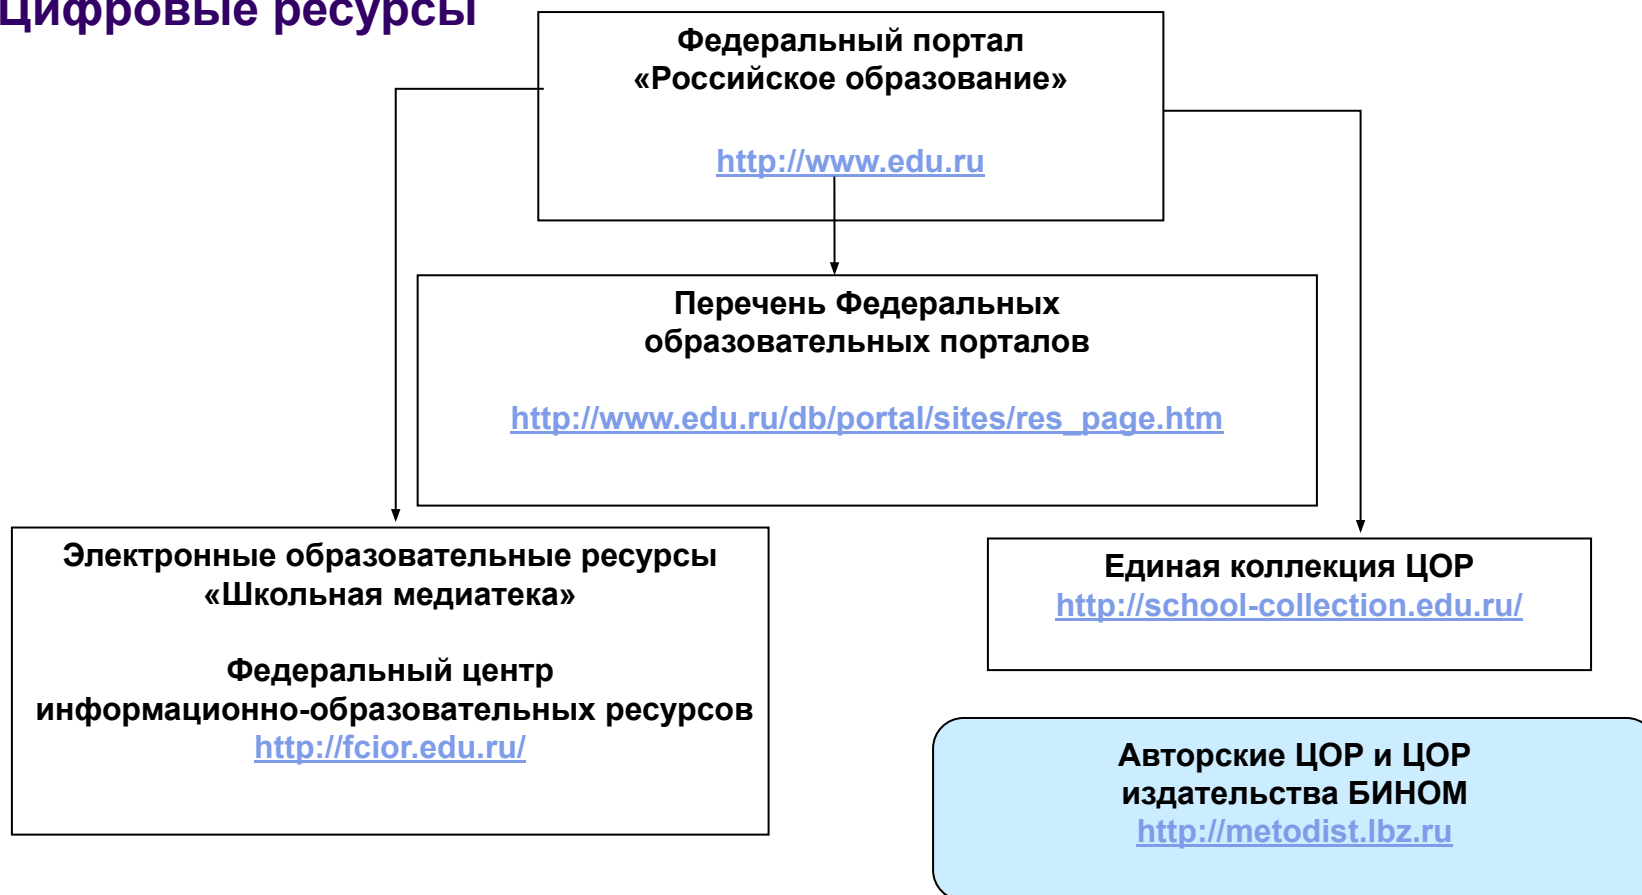 Цифровые ресурсы
Федеральный портал
«Российское образование»
http://www.edu.ru
Перечень Федеральных
образовательных порталов
http://www.edu.ru/db/portal/sites/res_page.htm
Электронные образовательные ресурсы
«Школьная медиатека»
Федеральный центр
информационно-образовательных ресурсов
http://fcior.edu.ru/
Единая коллекция ЦОР
http://school-collection.edu.ru/
Авторские ЦОР и ЦОР
издательства БИНОМ
http://metodist.lbz.ru